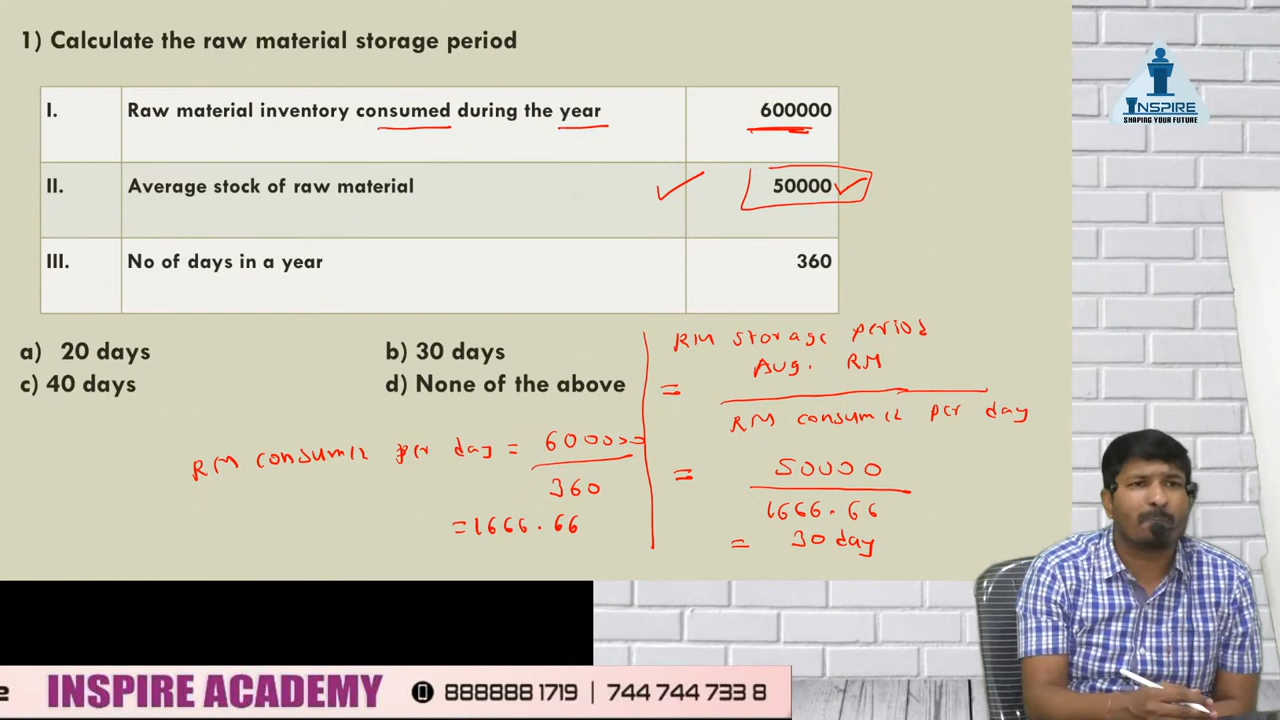 1) Calculate the raw material storage period
I. Raw material inventory consumed during the year 600000
II. Average stock of raw material 50000
III. No of days in a year 360
a) 20 days b) 30 days
c) 40 days d) None of the above
RM consume per day = 600000
360
=1666.66
RM storage period
= Avg. RM
RM consume per day
= 50000
1666.66
= 30 day
INSPIRE
SHAPING YOUR FUTURE
e INSPIRE ACADEMY 888888 1719 | 744 744 733 8